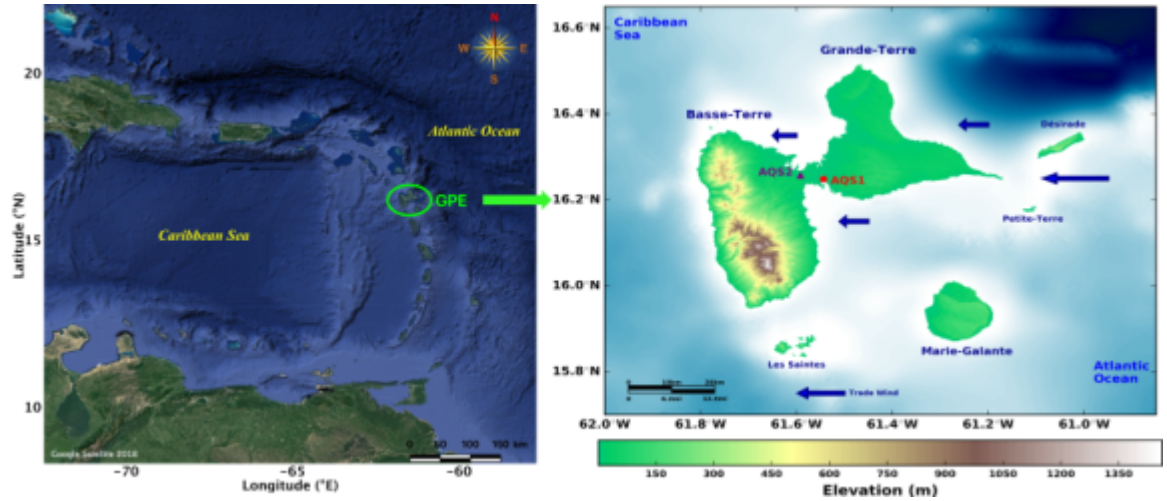 N
W
E
S
20
15
10
Latitude (°N)
Atlantic Ocean
GPE
Caribbean Sea
0 50 100 150 km
Google Satellite 2018
−70
−65
−60
Longitude (°E)
16.6°N
16.4°N
16.2°N
16.0°N
15.8°N
Caribbean
Sea
Grande-Terre
Basse-Terre
Désirade
AQS2
AQS1
Petite-Terre
Marie-Galante
Les Saintes
Atlantic
Ocean
Trade Wind
62.0°W
61.8°W
61.6°W
61.4°W
61.2°W
61.0°W
150
300
450
600
750
900
1050
1200
1350
Elevation (m)